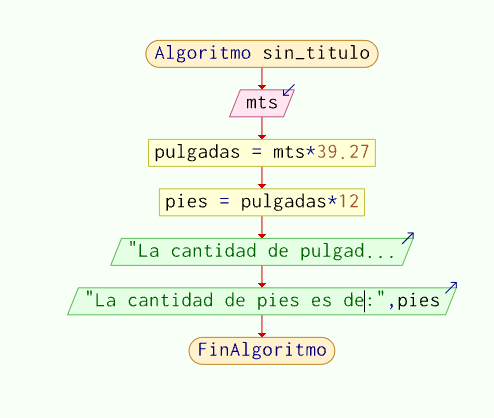 Algoritmo sin_titulo
mts
pulgadas = mts*39.27
pies = pulgadas*12
"La cantidad de pulgad...
"La cantidad de pies es de:",pies
FinAlgoritmo